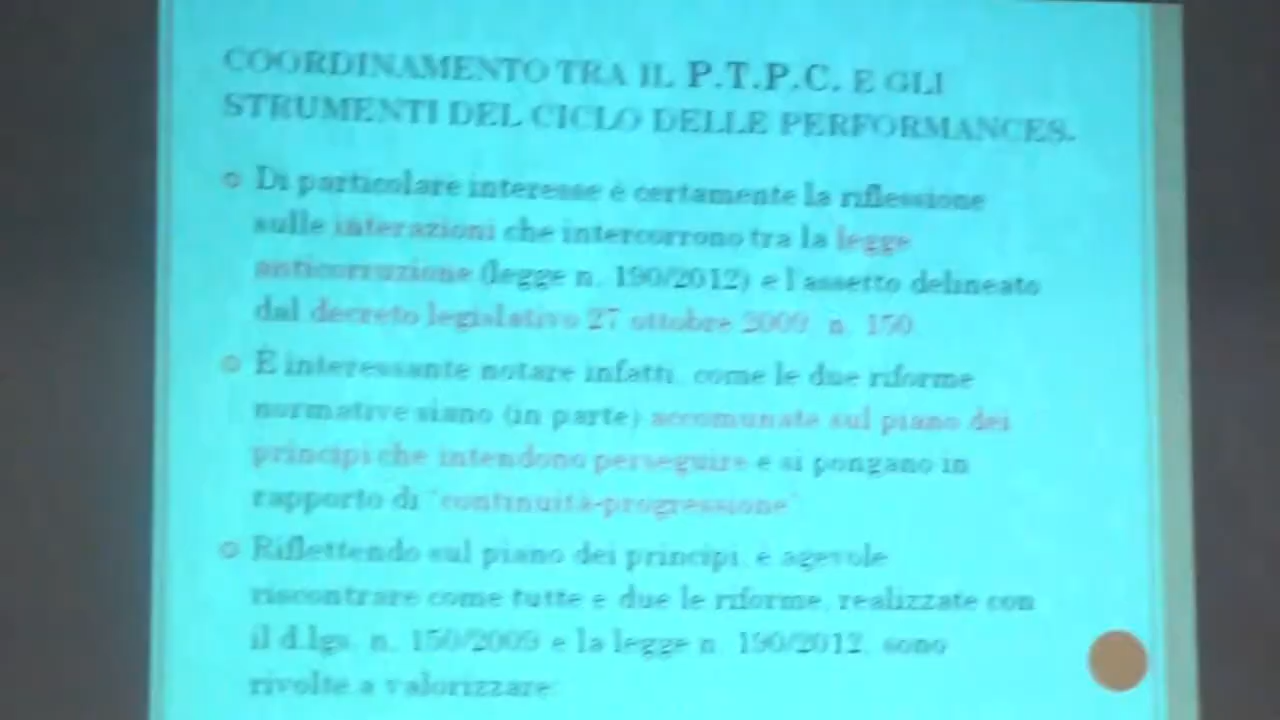 COORDINAMENTO TRA IL P.T.P.C. E GLI
STRUMENTI DEL CICLO DELLE PERFORMANCES.
Di particolare interesse è certamente la riflessione
sulle interazioni che intercorrono tra la legge
anticorruzione (legge n. 190/2012) e l'assetto delineato
dal decreto legislativo 27 ottobre 2009, n. 150.
È interessante notare infatti, come le due riforme
normative siano (in parte) accomunate sul piano dei
principi che intendono perseguire e si pongano in
rapporto di "continuità-progressione"
Riflettendo sul piano dei principi, è agevole
riscontrare come tutte e due le riforme, realizzate con
il d.lgs. n. 150/2009 e la legge n. 190/2012, sono
rivolte a valorizzare: